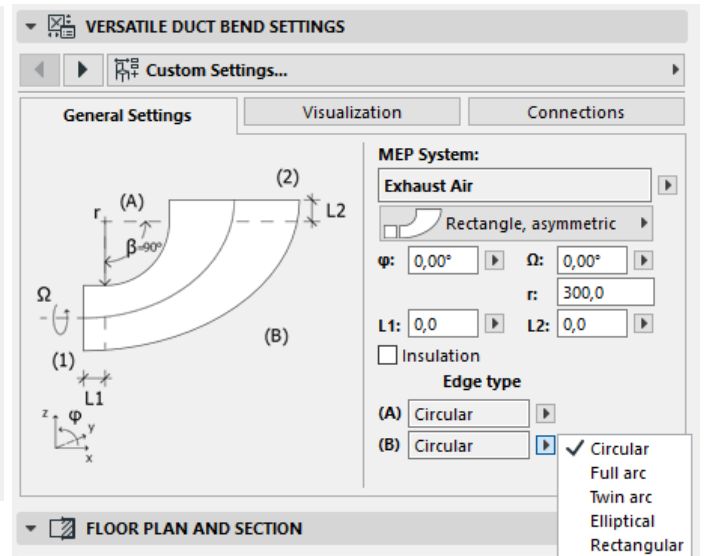 VERSATILE DUCT BEND SETTINGS
Custom Settings...
General Settings
Visualization
Connections
(2)
(A)
r
L2
β=90°
Ω
(B)
(1)
L1
z
φ
y
x
MEP System:
Exhaust Air
Rectangle, asymmetric
φ: 0,00° Ω: 0,00°
r: 300,0
L1: 0,0 L2: 0,0
Insulation
Edge type
(A) Circular
(B) Circular
Circular
Full arc
Twin arc
Elliptical
Rectangular
FLOOR PLAN AND SECTION